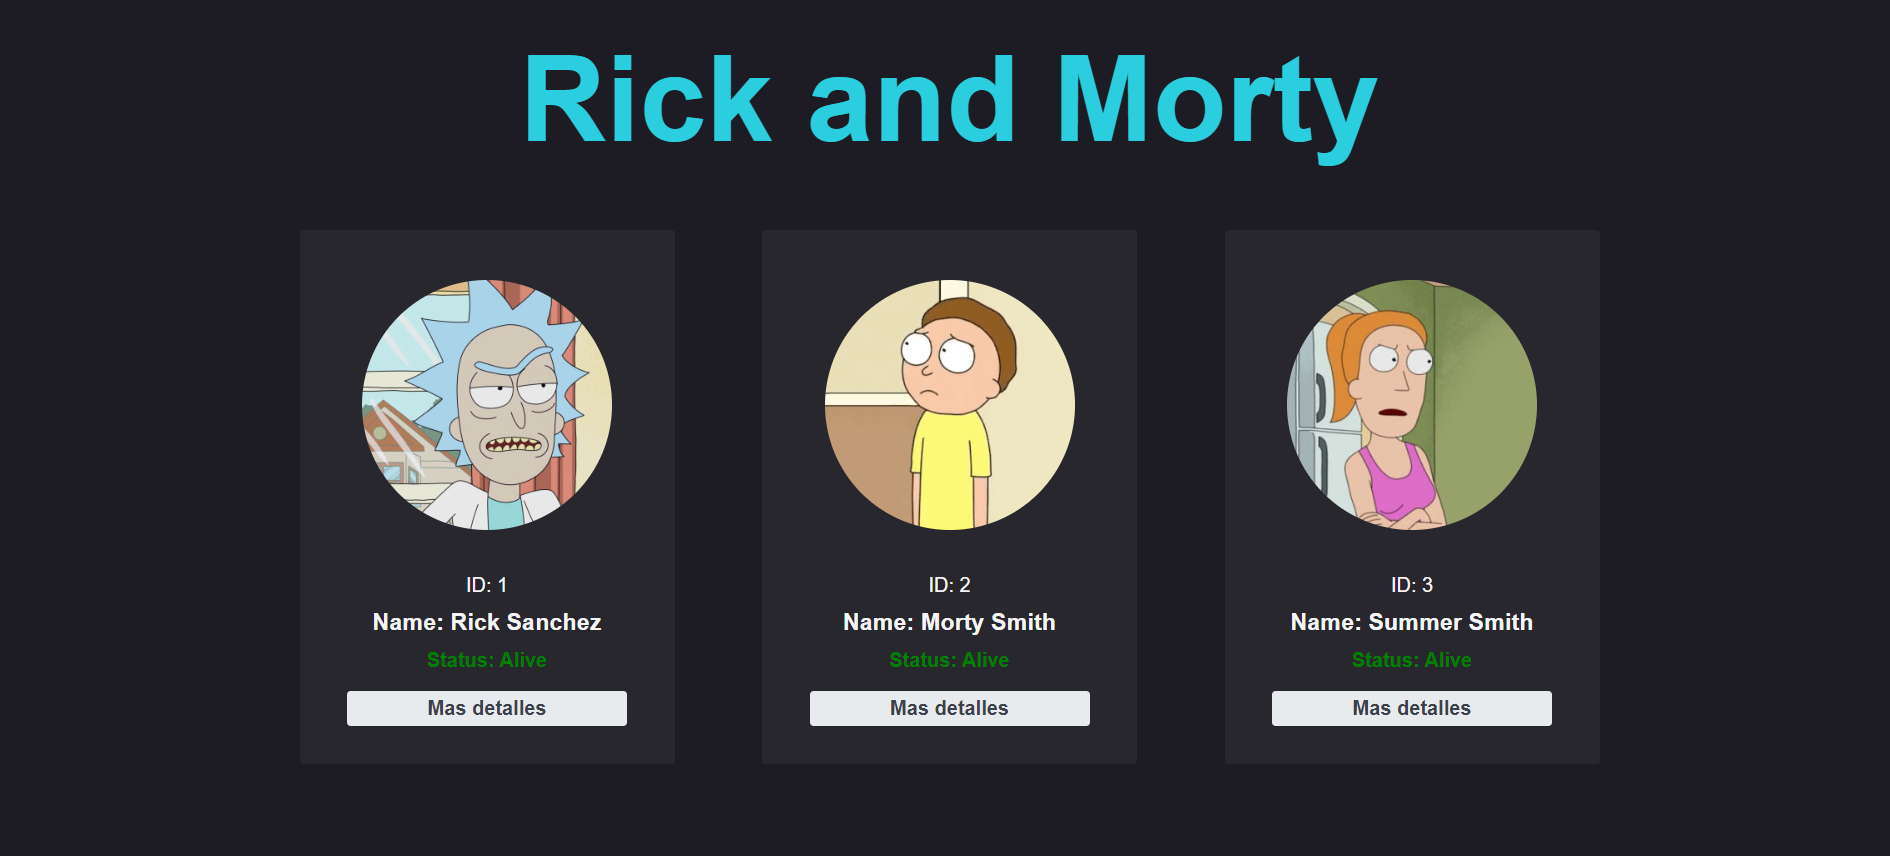 Rick and Morty
ID: 1
Name: Rick Sanchez
Status: Alive
Mas detalles
ID: 2
Name: Morty Smith
Status: Alive
Mas detalles
ID: 3
Name: Summer Smith
Status: Alive
Mas detalles